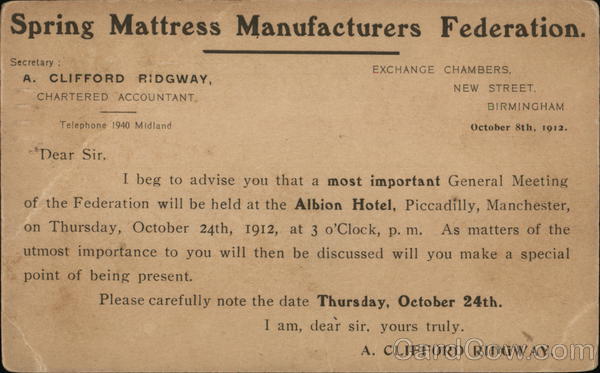 Spring Mattress Manufacturers Federation.
Secretary :
A. CLIFFORD RIDGWAY,
CHARTERED ACCOUNTANT.
Telephone 1940 Midland
EXCHANGE CHAMBERS,
NEW STREET,
BIRMINGHAM
October 8th, 1912.
Dear Sir.
I beg to advise you that a most important General Meeting
of the Federation will be held at the Albion Hotel, Piccadilly, Manchester,
on Thursday, October 24th, 1912, at 3 o'Clock, p. m. As matters of the
utmost importance to you will then be discussed will you make a special
point of being present.
Please carefully note the date Thursday, October 24th.
I am, dear sir. yours truly.
A. CLIFFORD RIDGWAY.
CardCow.com